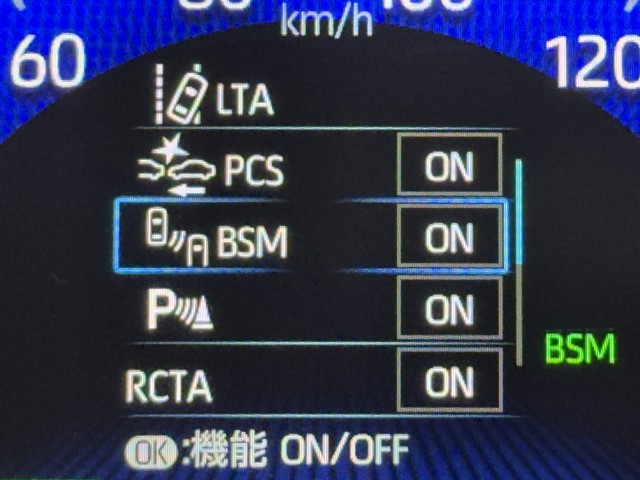 km/h
60
120
LTA
PCS ON
BSM ON
P ON
BSM
RCTA ON
OK:機能 ON/OFF